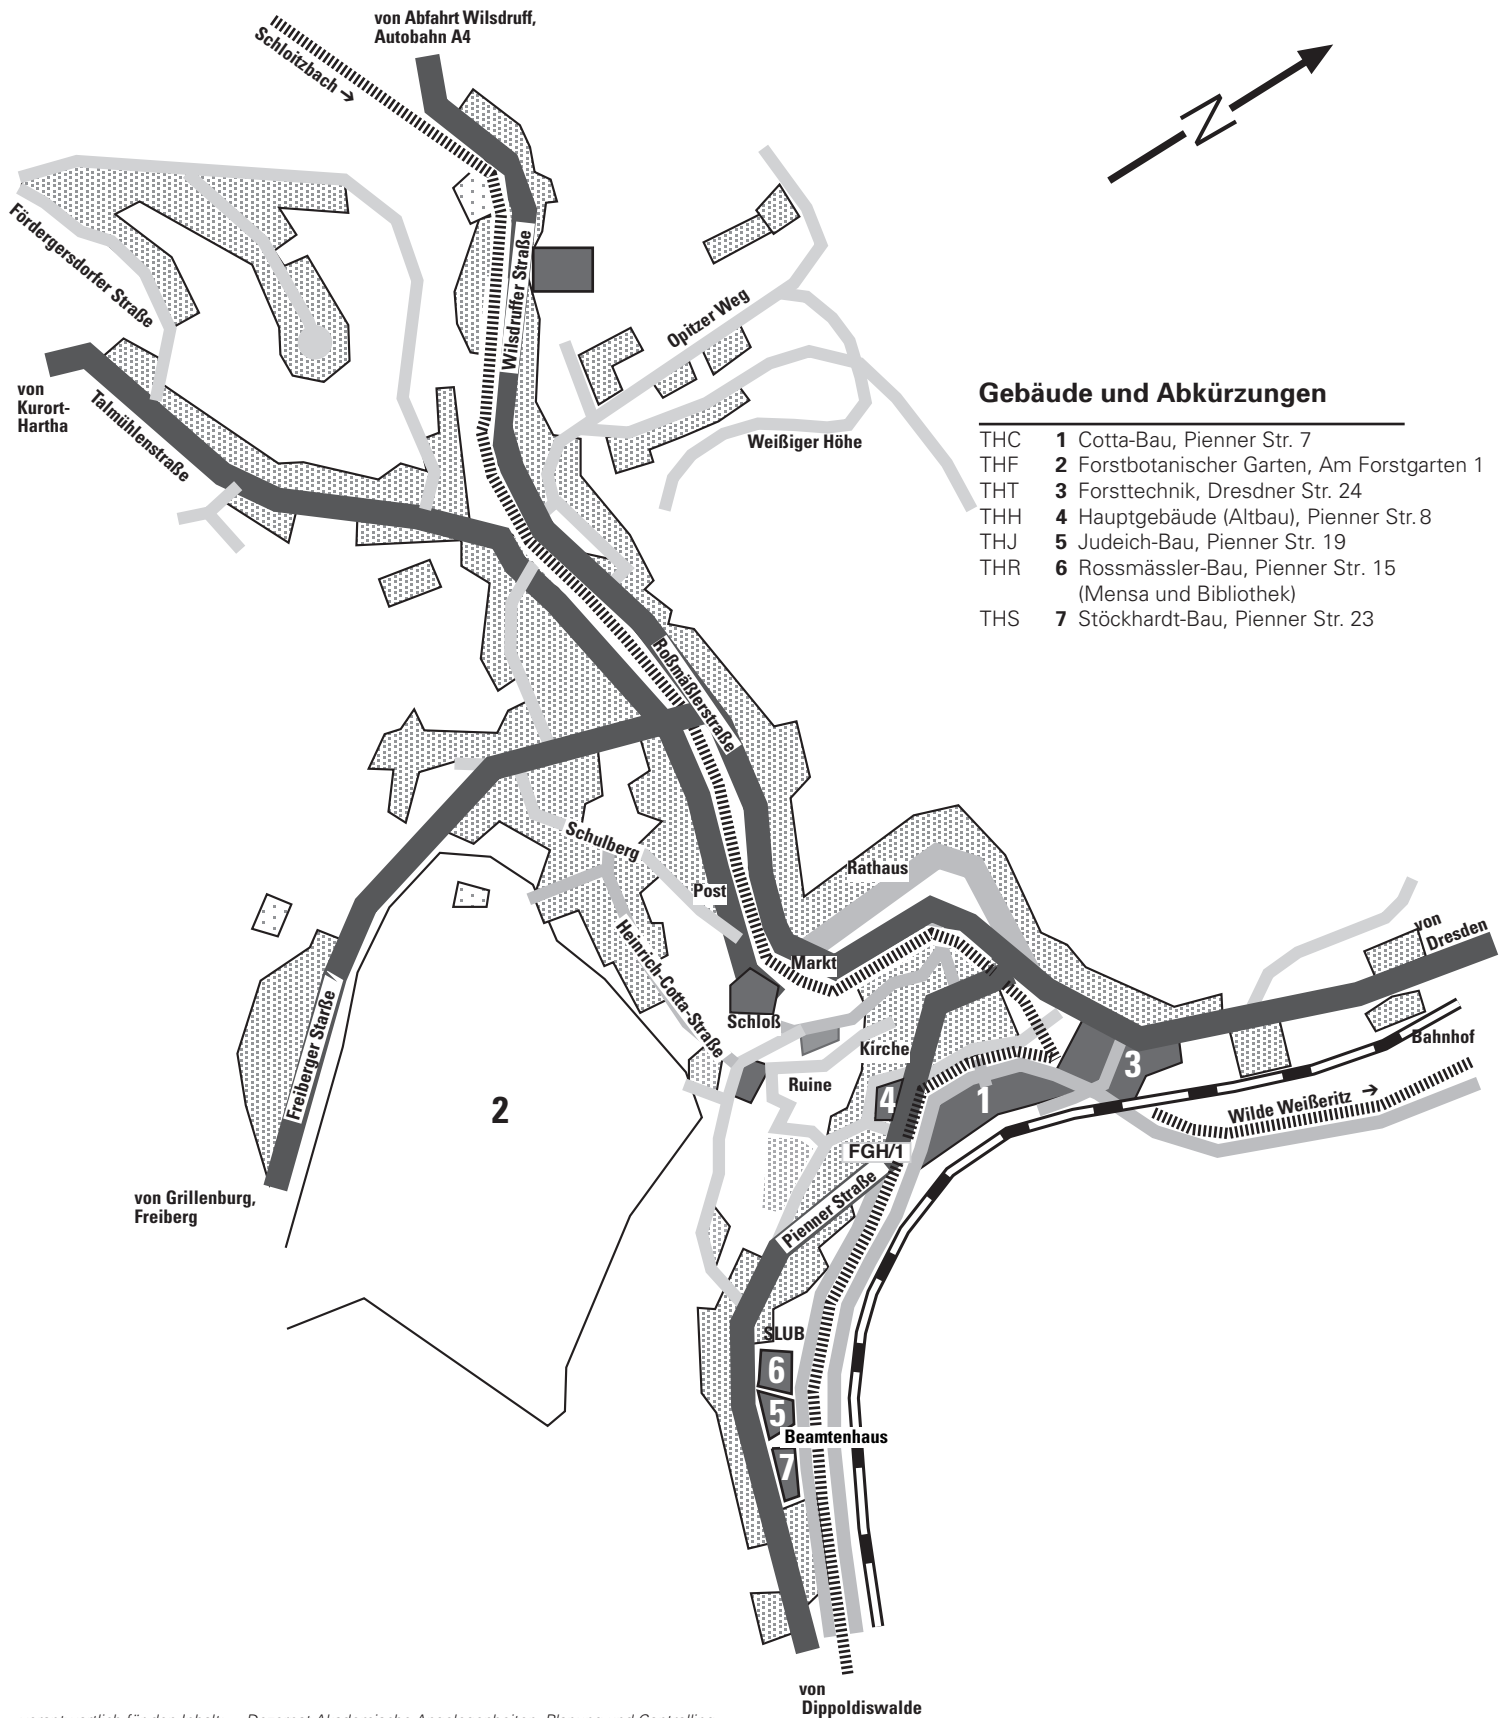 von Abfahrt Wilsdruff,
Autobahn A4
Schloitzbach →
N
Fördergersdorfer Straße
Wilsdruffer Straße
Opitzer Weg
von
Kurort-
Hartha
Talmühlenstraße
Weißiger Höhe
Gebäude und Abkürzungen
THC 1 Cotta-Bau, Pienner Str. 7
THF 2 Forstbotanischer Garten, Am Forstgarten 1
THT 3 Forsttechnik, Dresdner Str. 24
THH 4 Hauptgebäude (Altbau), Pienner Str. 8
THJ 5 Judeich-Bau, Pienner Str. 19
THR 6 Rossmässler-Bau, Pienner Str. 15
(Mensa und Bibliothek)
THS 7 Stöckhardt-Bau, Pienner Str. 23
Roßmäßlerstraße
Schulberg
Rathaus
Post
Heinrich-Cotta-Straße
Markt
von
Dresden
Freiberger Starße
Schloß
Kirche
Bahnhof
Ruine
3
4
1
2
Wilde Weißeritz →
FGH/1
Pienner Straße
von Grillenburg,
Freiberg
SLUB
6
5
Beamtenhaus
7
von
Dippoldiswalde